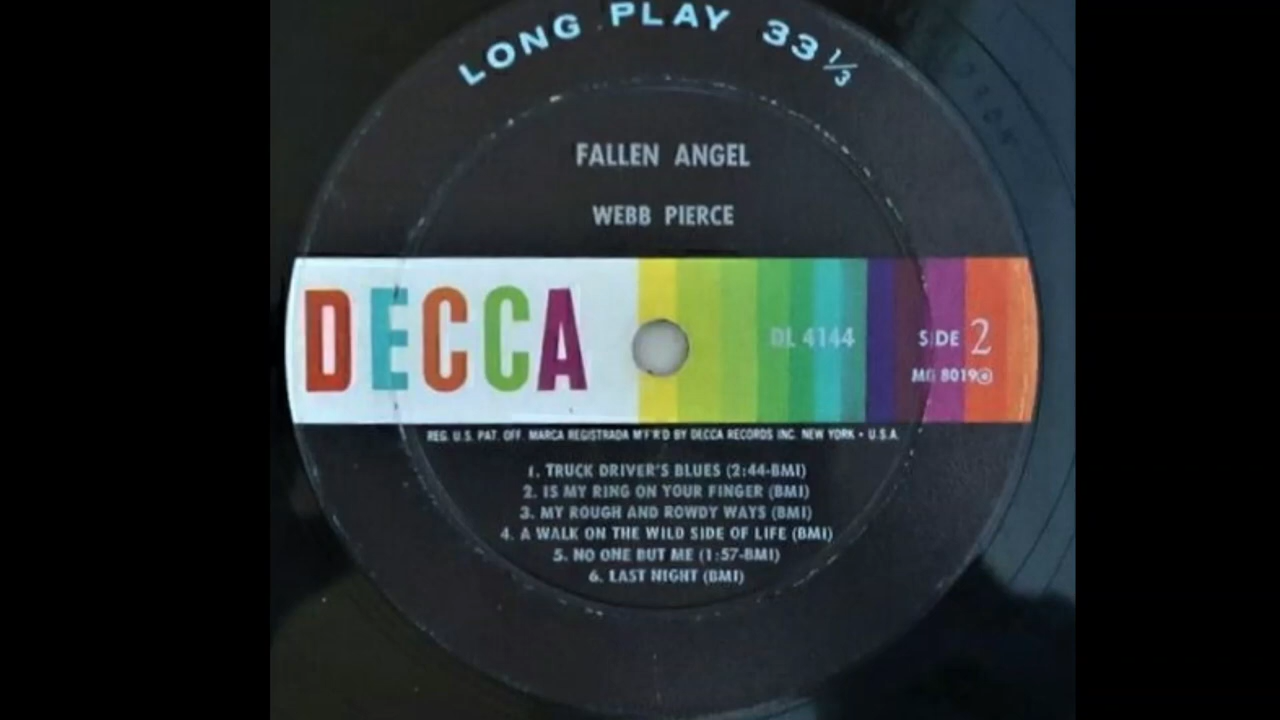 LONG PLAY 33 1/3
FALLEN ANGEL
WEBB PIERCE
DECCA
DL 4144
SIDE 2
MG 8019
REG. U.S. PAT. OFF. MARCA REGISTRADA M'F'R'D BY DECCA RECORDS INC. NEW YORK • U.S.A.
1. TRUCK DRIVER'S BLUES (2:44-BMI)
2. IS MY RING ON YOUR FINGER (BMI)
3. MY ROUGH AND ROWDY WAYS (BMI)
4. A WALK ON THE WILD SIDE OF LIFE (BMI)
5. NO ONE BUT ME (1:57-BMI)
6. LAST NIGHT (BMI)